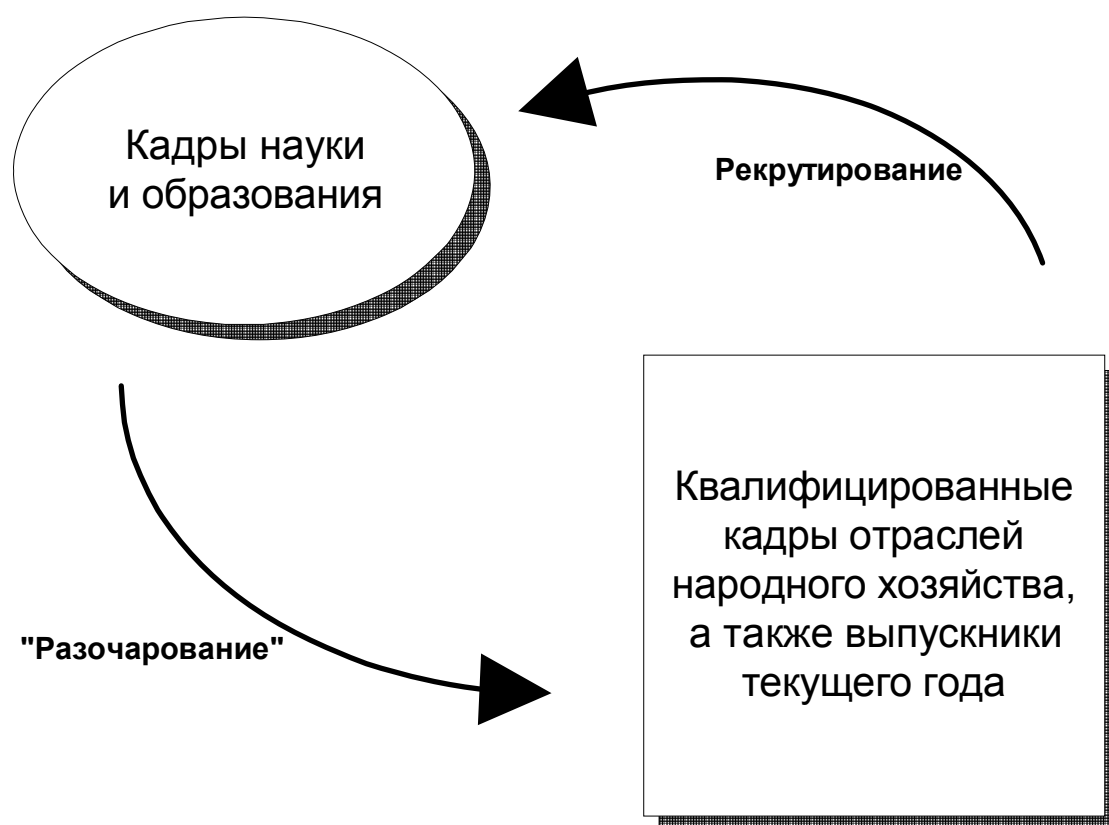 Кадры науки
и образования
Рекрутирование
Квалифицированные
кадры отраслей
народного хозяйства,
а также выпускники
текущего года
"Разочарование"